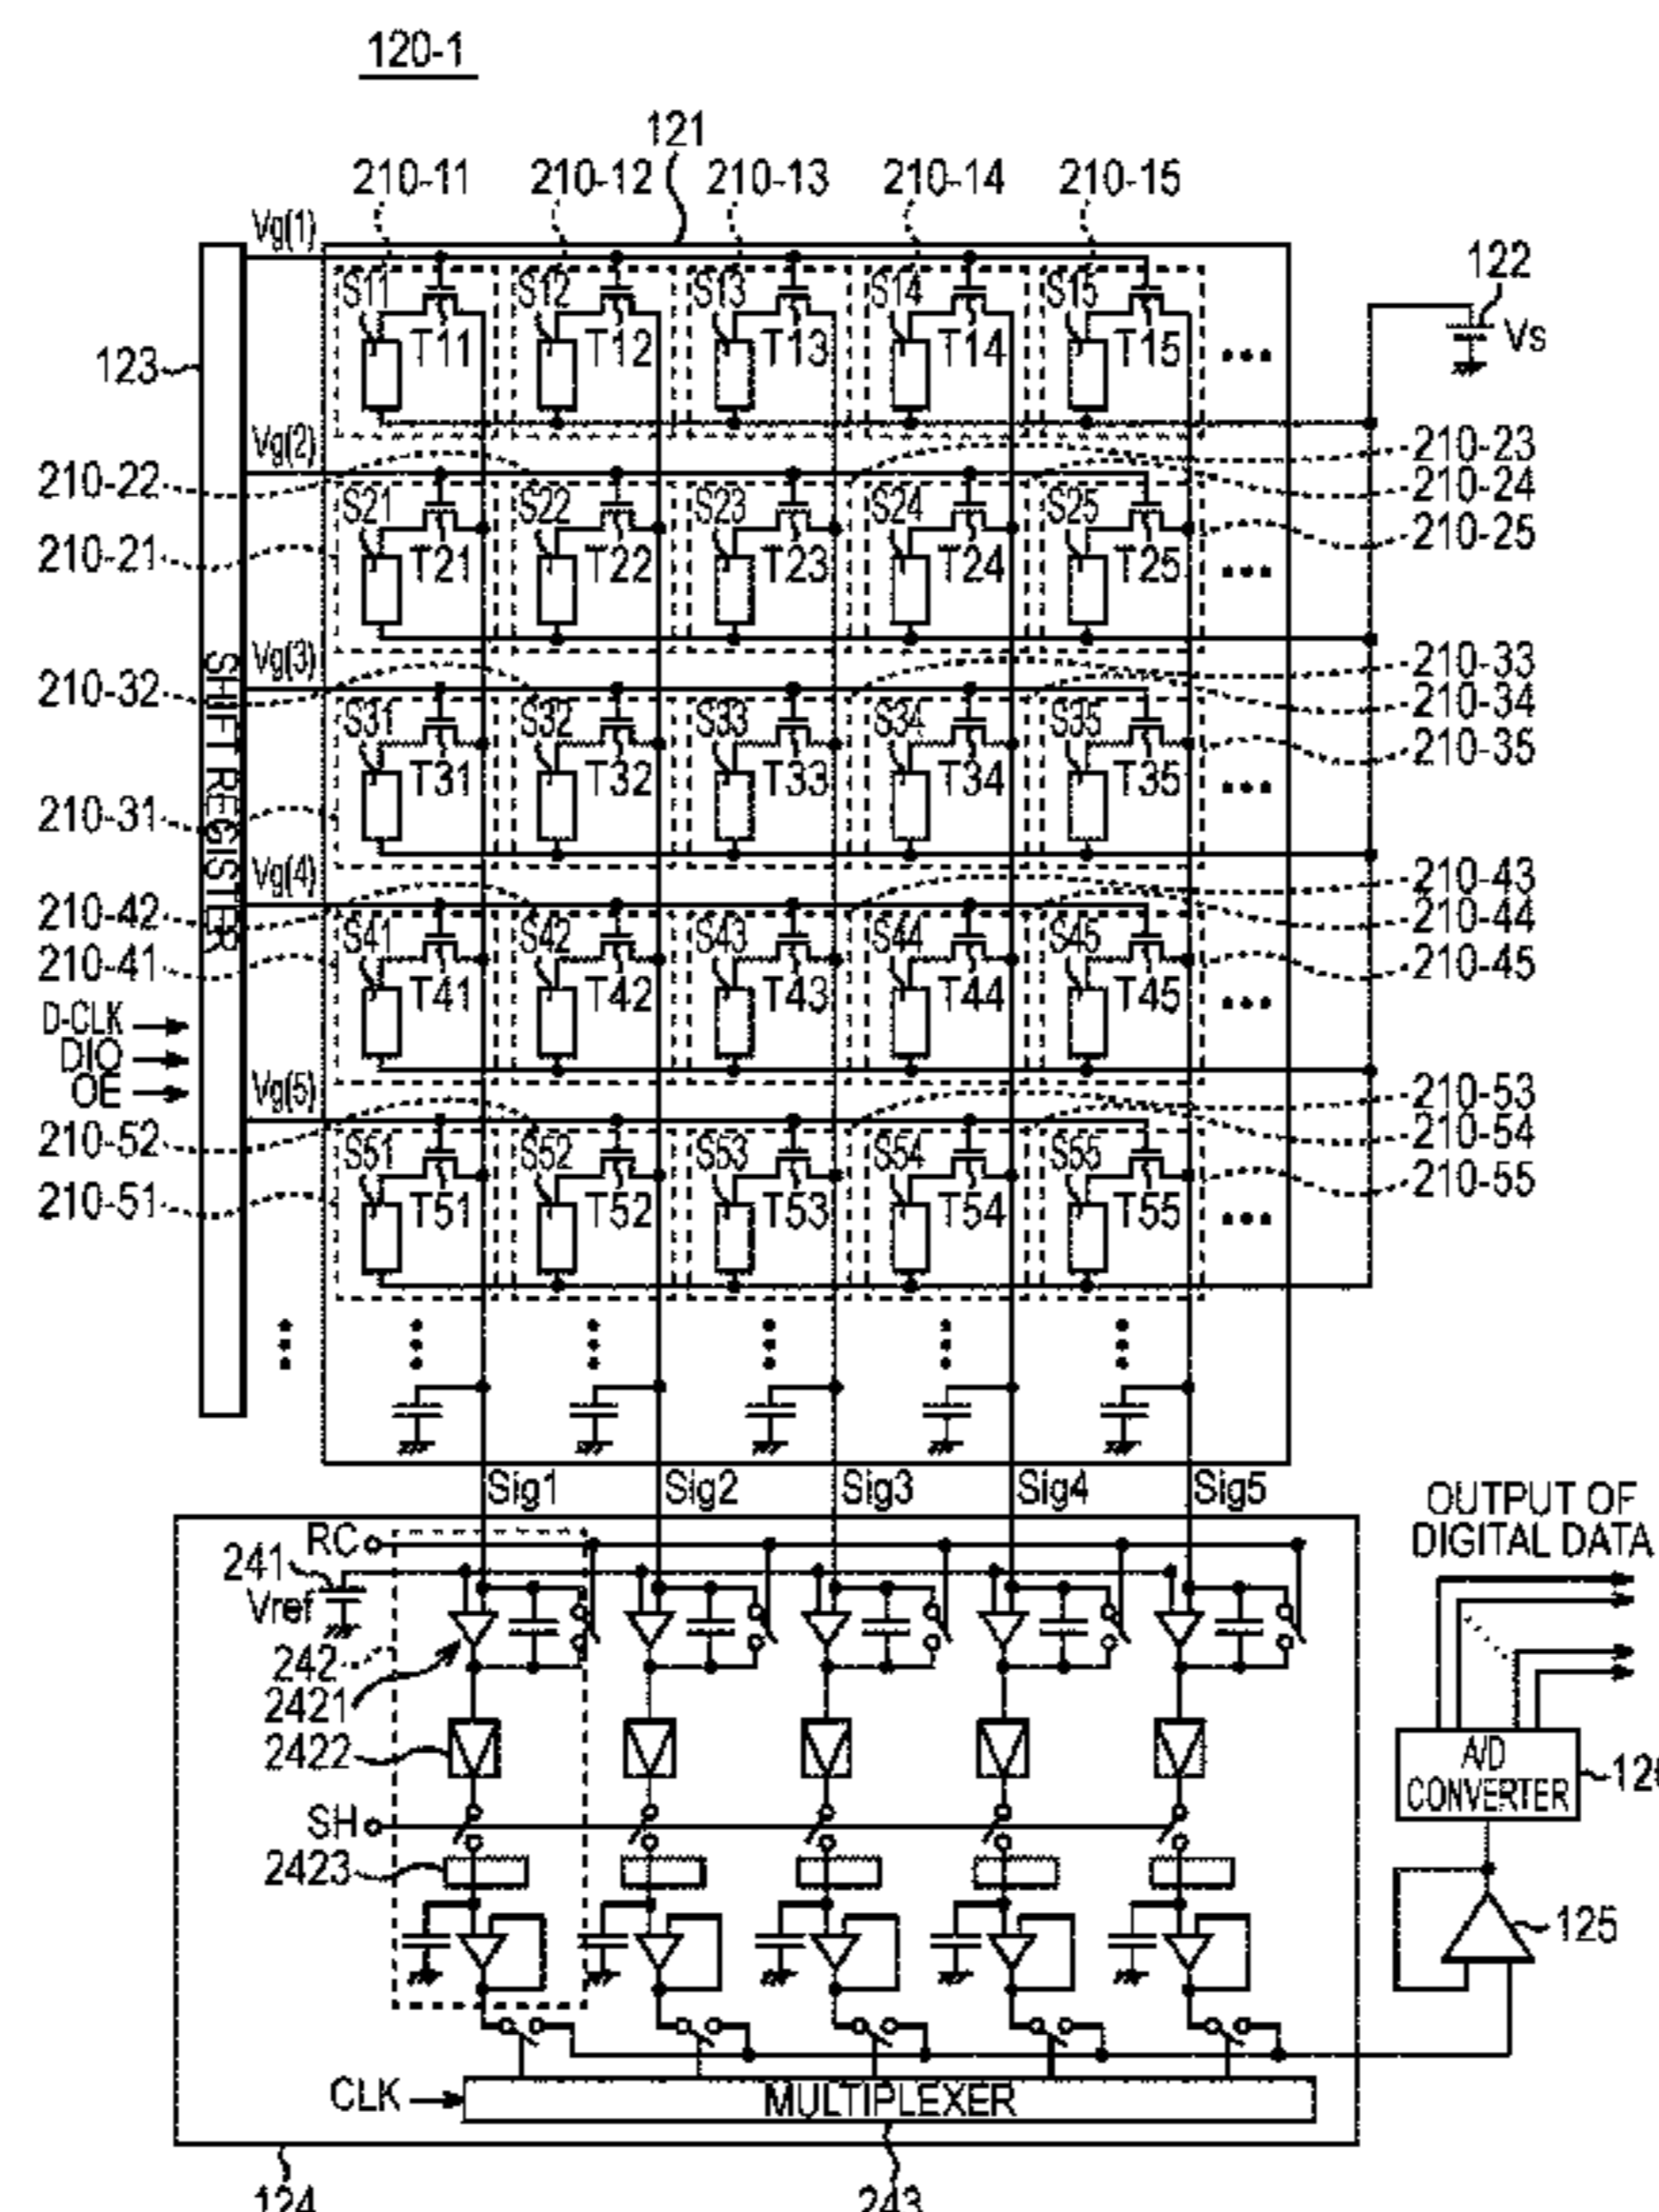 120-1
121
210-11 210-12 210-13 210-14 210-15
Vg(1)
122
Vs
123
S11 S12 S13 S14 S15
T11 T12 T13 T14 T15
Vg(2)
210-22
210-21
210-23
210-24
210-25
S21 S22 S23 S24 S25
T21 T22 T23 T24 T25
Vg(3)
210-32
210-31
210-33
210-34
210-35
S31 S32 S33 S34 S35
T31 T32 T33 T34 T35
SHIFT REGISTER
Vg(4)
210-42
210-41
210-43
210-44
210-45
S41 S42 S43 S44 S45
T41 T42 T43 T44 T45
D-CLK
DIO
OE
Vg(5)
210-52
210-51
210-53
210-54
210-55
S51 S52 S53 S54 S55
T51 T52 T53 T54 T55
Sig1 Sig2 Sig3 Sig4 Sig5
OUTPUT OF
DIGITAL DATA
RC
241
Vref
242
2421
2422
A/D
CONVERTER
SH
2423
125
CLK
MULTIPLEXER
124
243